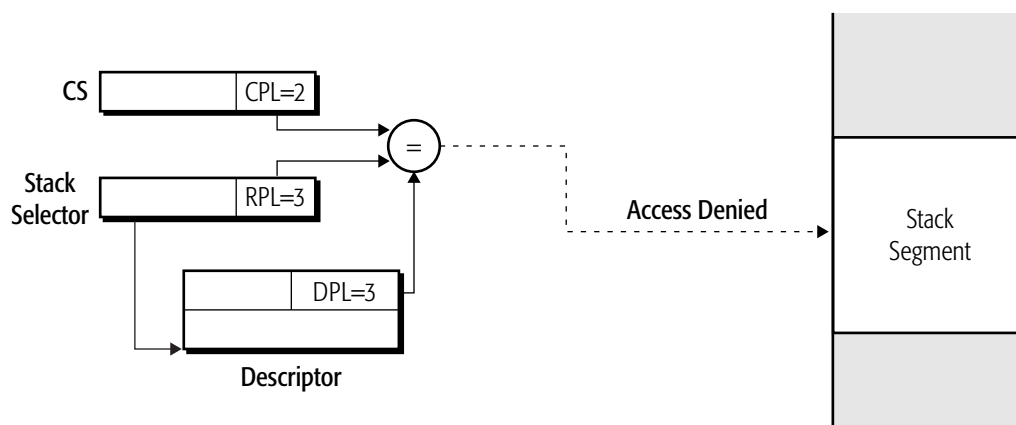 CS
CPL=2
=
Stack
Selector
RPL=3
Access Denied
Stack
Segment
DPL=3
Descriptor